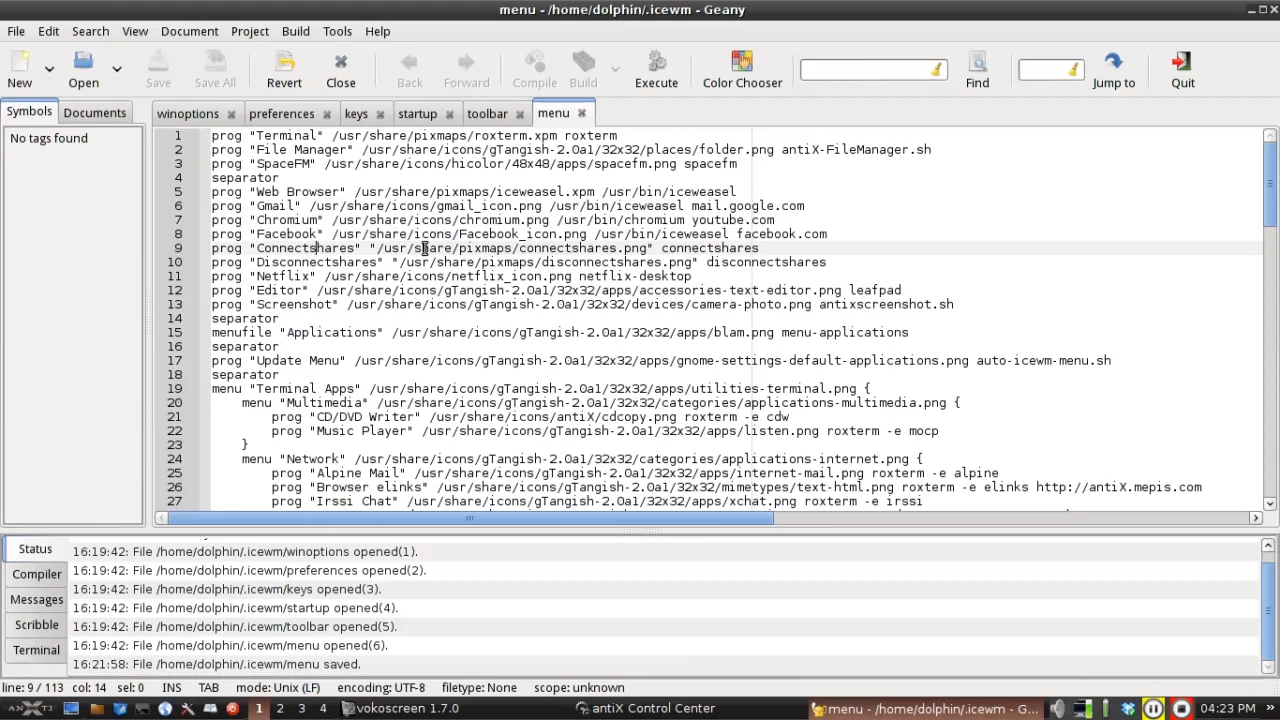 menu - /home/dolphin/.icewm - Geany
File Edit Search View Document Project Build Tools Help
New Open Save Save All Revert Close Back Forward Compile Build Execute Color Chooser Find Jump to Quit
Symbols Documents
winoptions preferences keys startup toolbar menu
No tags found
1 prog "Terminal" /usr/share/pixmaps/roxterm.xpm roxterm
2 prog "File Manager" /usr/share/icons/gTangish-2.0a1/32x32/places/folder.png antiX-FileManager.sh
3 prog "SpaceFM" /usr/share/icons/hicolor/48x48/apps/spacefm.png spacefm
4 separator
5 prog "Web Browser" /usr/share/pixmaps/iceweasel.xpm /usr/bin/iceweasel
6 prog "Gmail" /usr/share/icons/gmail_icon.png /usr/bin/iceweasel mail.google.com
7 prog "Chromium" /usr/share/icons/chromium.png /usr/bin/chromium youtube.com
8 prog "Facebook" /usr/share/icons/Facebook_icon.png /usr/bin/iceweasel facebook.com
9 prog "Connectshares" "/usr/share/pixmaps/connectshares.png" connectshares
10 prog "Disconnectshares" "/usr/share/pixmaps/disconnectshares.png" disconnectshares
11 prog "Netflix" /usr/share/icons/netflix_icon.png netflix-desktop
12 prog "Editor" /usr/share/icons/gTangish-2.0a1/32x32/apps/accessories-text-editor.png leafpad
13 prog "Screenshot" /usr/share/icons/gTangish-2.0a1/32x32/devices/camera-photo.png antixscreenshot.sh
14 separator
15 menufile "Applications" /usr/share/icons/gTangish-2.0a1/32x32/apps/blam.png menu-applications
16 separator
17 prog "Update Menu" /usr/share/icons/gTangish-2.0a1/32x32/apps/gnome-settings-default-applications.png auto-icewm-menu.sh
18 separator
19 menu "Terminal Apps" /usr/share/icons/gTangish-2.0a1/32x32/apps/utilities-terminal.png {
20 menu "Multimedia" /usr/share/icons/gTangish-2.0a1/32x32/categories/applications-multimedia.png {
21 prog "CD/DVD Writer" /usr/share/icons/antiX/cdcopy.png roxterm -e cdw
22 prog "Music Player" /usr/share/icons/gTangish-2.0a1/32x32/apps/listen.png roxterm -e mocp
23 }
24 menu "Network" /usr/share/icons/gTangish-2.0a1/32x32/categories/applications-internet.png {
25 prog "Alpine Mail" /usr/share/icons/gTangish-2.0a1/32x32/apps/internet-mail.png roxterm -e alpine
26 prog "Browser elinks" /usr/share/icons/gTangish-2.0a1/32x32/mimetypes/text-html.png roxterm -e elinks http://antiX.mepis.com
27 prog "Irssi Chat" /usr/share/icons/gTangish-2.0a1/32x32/apps/xchat.png roxterm -e irssi
Status
Compiler
Messages
Scribble
Terminal
16:19:42: File /home/dolphin/.icewm/winoptions opened(1).
16:19:42: File /home/dolphin/.icewm/preferences opened(2).
16:19:42: File /home/dolphin/.icewm/keys opened(3).
16:19:42: File /home/dolphin/.icewm/startup opened(4).
16:19:42: File /home/dolphin/.icewm/toolbar opened(5).
16:19:42: File /home/dolphin/.icewm/menu opened(6).
16:21:58: File /home/dolphin/.icewm/menu saved.
line: 9 / 113 col: 14 sel: 0 INS TAB mode: Unix (LF) encoding: UTF-8 filetype: None scope: unknown
1 2 3 4 vokoscreen 1.7.0 antiX Control Center menu - /home/dolphin/.icewm - G... 04:23 PM